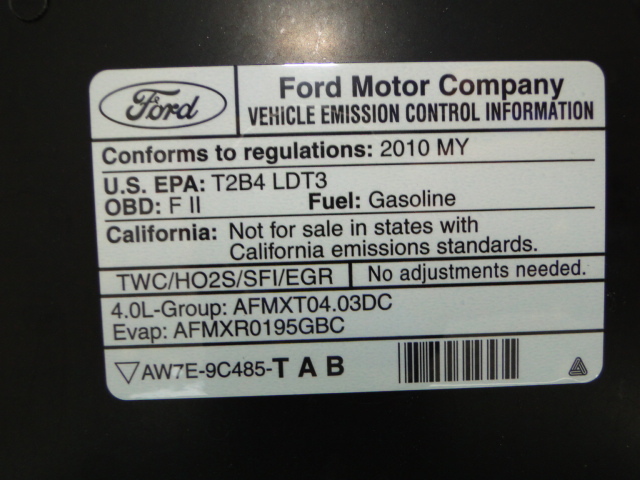 Ford
Ford Motor Company
VEHICLE EMISSION CONTROL INFORMATION
Conforms to regulations: 2010 MY
U.S. EPA: T2B4 LDT3
OBD: F II Fuel: Gasoline
California: Not for sale in states with
California emissions standards.
TWC/HO2S/SFI/EGR No adjustments needed.
4.0L-Group: AFMXT04.03DC
Evap: AFMXR0195GBC
▽AW7E-9C485-TAB